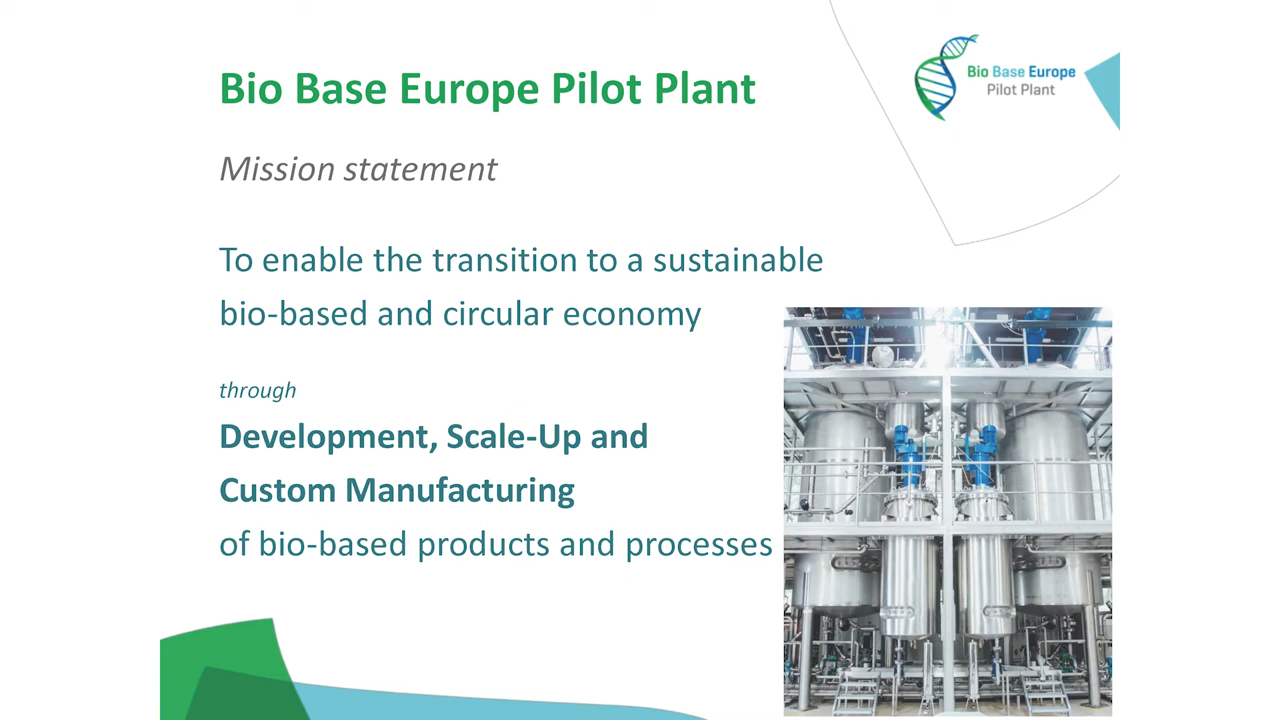 Bio Base Europe Pilot Plant
Bio Base Europe
Pilot Plant
Mission statement
To enable the transition to a sustainable
bio-based and circular economy
through
Development, Scale-Up and
Custom Manufacturing
of bio-based products and processes